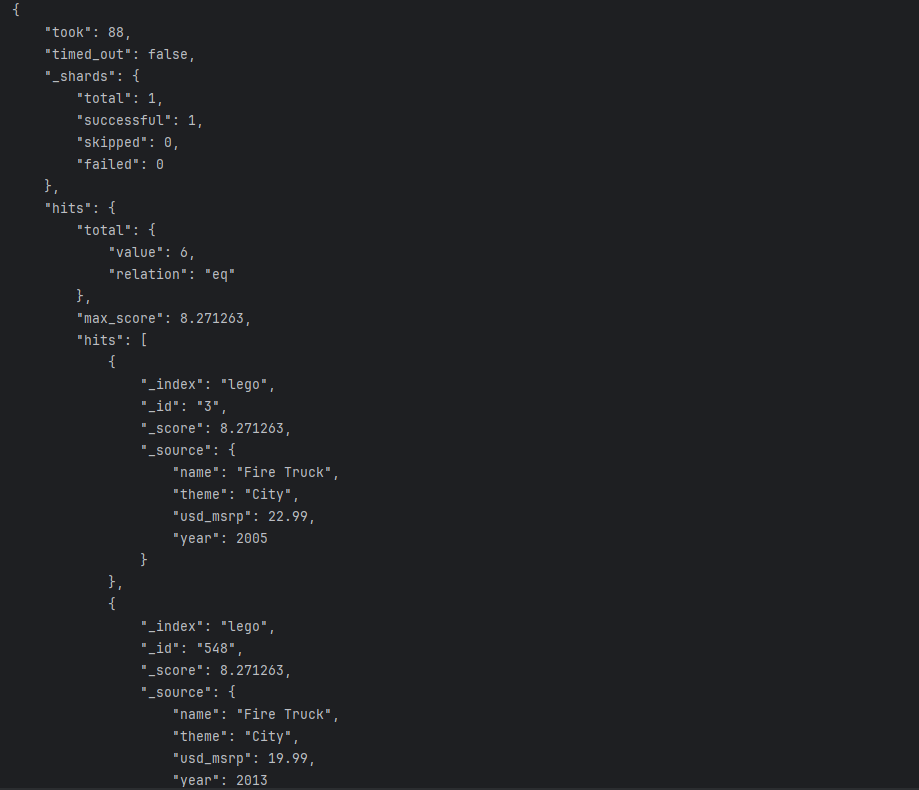 {
    "took": 88,
    "timed_out": false,
    "_shards": {
        "total": 1,
        "successful": 1,
        "skipped": 0,
        "failed": 0
    },
    "hits": {
        "total": {
            "value": 6,
            "relation": "eq"
        },
        "max_score": 8.271263,
        "hits": [
            {
                "_index": "lego",
                "_id": "3",
                "_score": 8.271263,
                "_source": {
                    "name": "Fire Truck",
                    "theme": "City",
                    "usd_msrp": 22.99,
                    "year": 2005
                }
            },
            {
                "_index": "lego",
                "_id": "548",
                "_score": 8.271263,
                "_source": {
                    "name": "Fire Truck",
                    "theme": "City",
                    "usd_msrp": 19.99,
                    "year": 2013